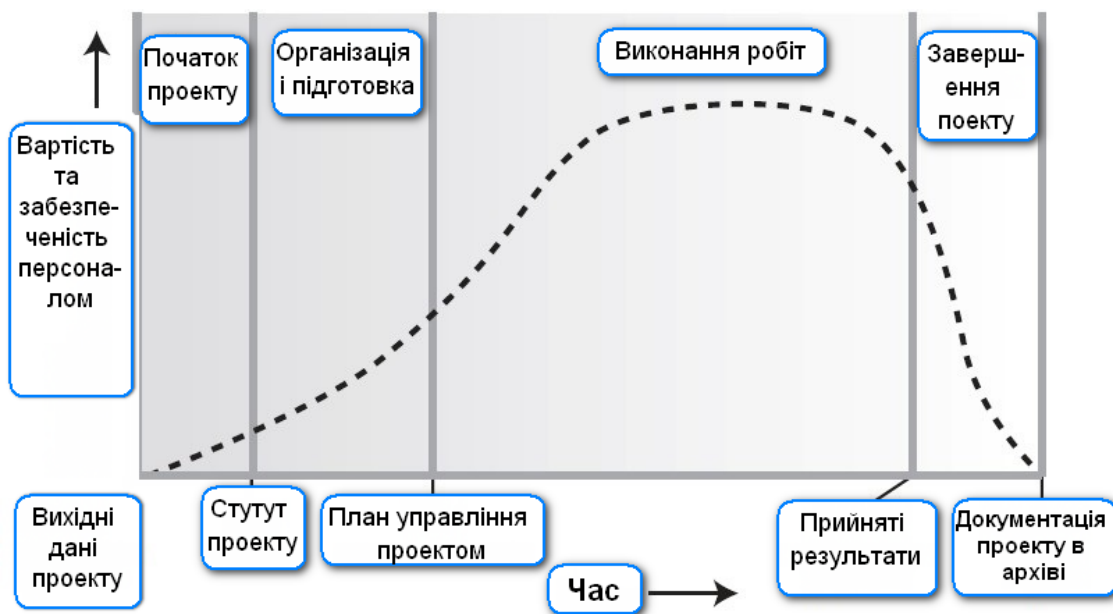 Початок
проекту
Організація
і підготовка
Виконання робіт
Заверш-
ення
поекту
Вартість
та
забезпе-
ченість
персона-
лом
Вихідні
дані
проекту
Стутут
проекту
План управління
проектом
Прийняті
результати
Документація
проекту в
архіві
Час